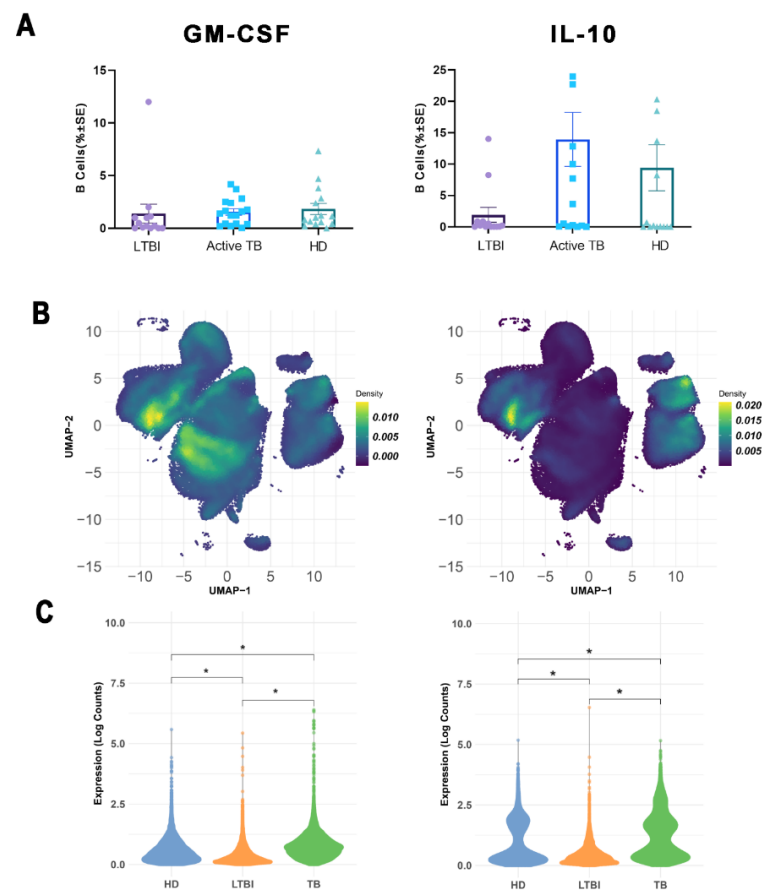 A
GM-CSF
IL-10
B Cells(%±SE)
15
10
5
0
LTBI
Active TB
HD
B Cells(%±SE)
25
20
15
10
5
0
LTBI
Active TB
HD
B
UMAP−2
10
5
0
−5
−10
−15
−10
−5
0
5
10
UMAP−1
Density
0.010
0.005
0.000
UMAP−2
10
5
0
−5
−10
−15
−10
−5
0
5
10
UMAP−1
Density
0.020
0.015
0.010
0.005
C
Expression (Log Counts)
10.0
7.5
5.0
2.5
0.0
*
*
*
HD
LTBI
TB
Expression (Log Counts)
10.0
7.5
5.0
2.5
0.0
*
*
*
HD
LTBI
TB